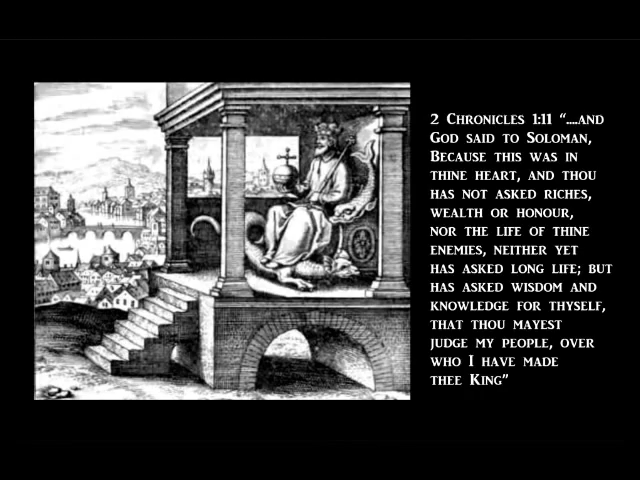 2 Chronicles 1:11 “....and
God said to Soloman,
Because this was in
thine heart, and thou
has not asked riches,
wealth or honour,
nor the life of thine
enemies, neither yet
has asked long life; but
has asked wisdom and
knowledge for thyself,
that thou mayest
judge my people, over
who I have made
thee King”